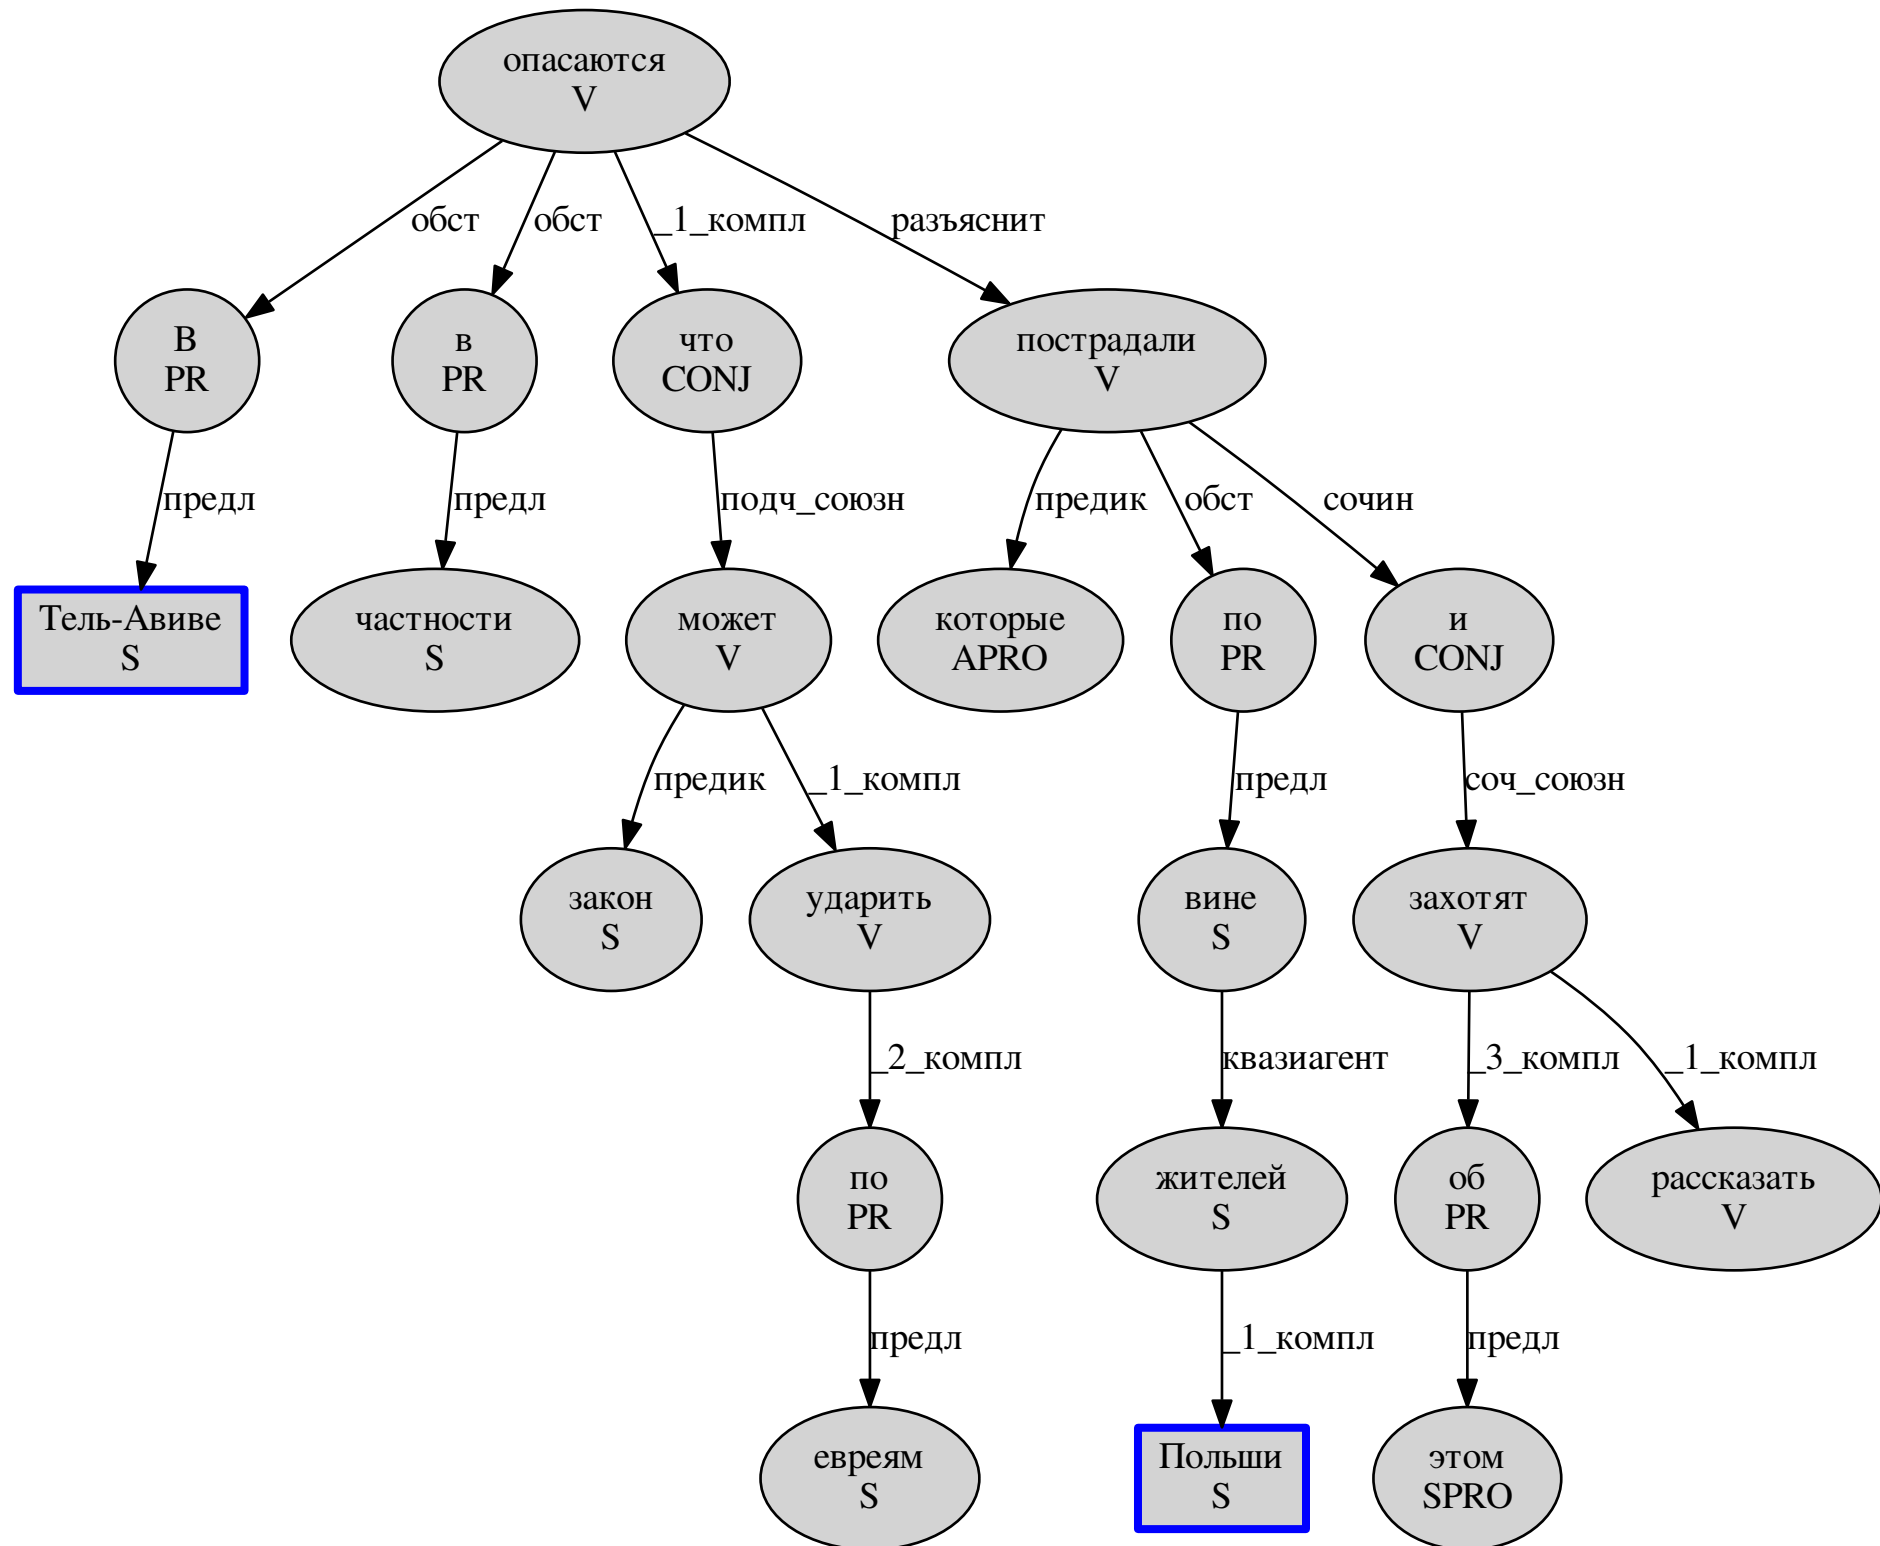 опасаются
V
обст
обст
_1_компл
разъяснит
В
PR
в
PR
что
CONJ
пострадали
V
предл
предл
подч_союзн
предик
обст
сочин
Тель-Авиве
S
частности
S
может
V
которые
APRO
по
PR
и
CONJ
предик
_1_компл
предл
соч_союзн
закон
S
ударить
V
вине
S
захотят
V
_2_компл
квазиагент
_3_компл
_1_компл
по
PR
жителей
S
об
PR
рассказать
V
предл
_1_компл
предл
евреям
S
Польши
S
этом
SPRO